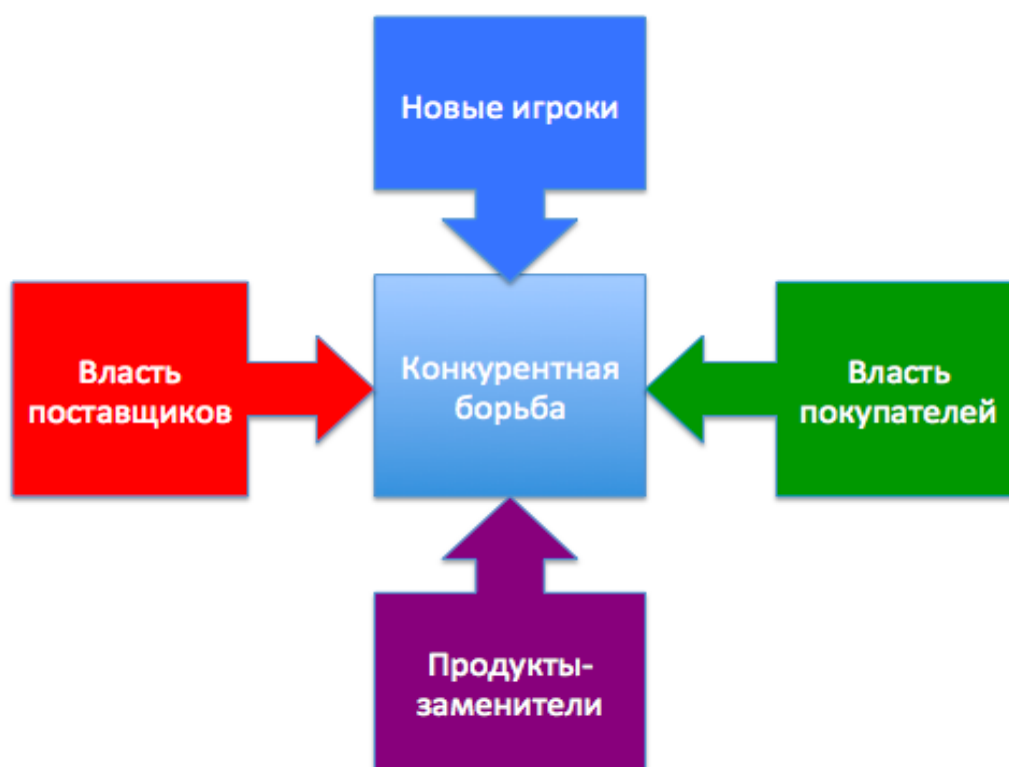 Новые игроки
Власть
поставщиков
Конкурентная
борьба
Власть
покупателей
Продукты-
заменители